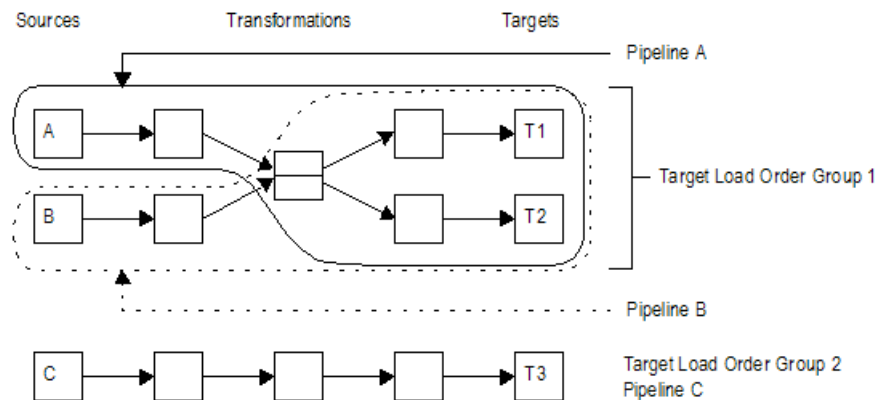 Sources
Transformations
Targets
Pipeline A
A
T1
Target Load Order Group 1
B
T2
Pipeline B
C
T3
Target Load Order Group 2
Pipeline C